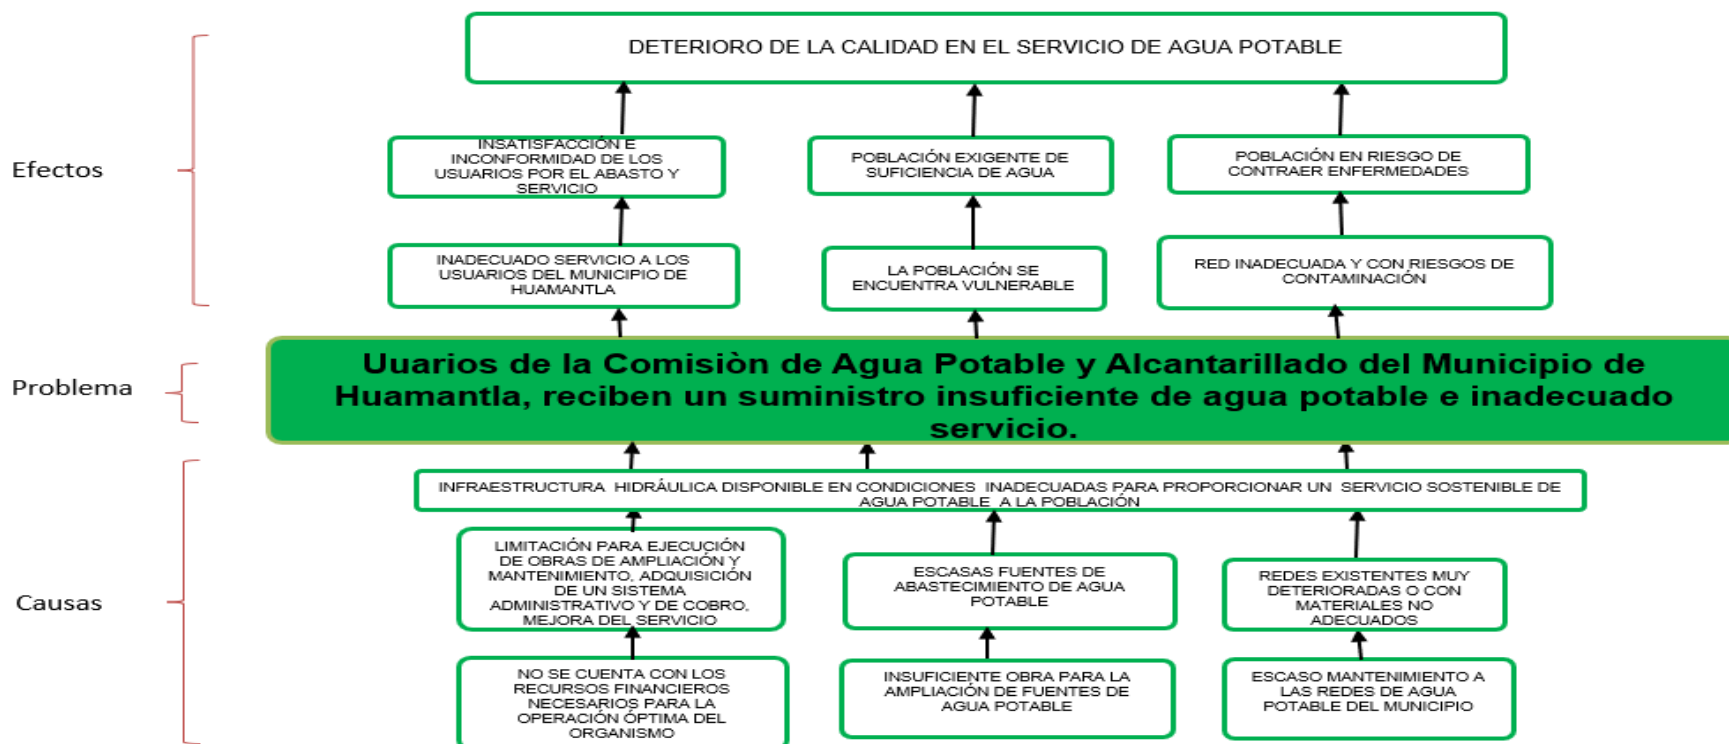 DETERIORO DE LA CALIDAD EN EL SERVICIO DE AGUA POTABLE
Efectos
INSATISFACCIÓN E
INCONFORMIDAD DE LOS
USUARIOS POR EL ABASTO Y
SERVICIO
POBLACIÓN EXIGENTE DE
SUFICIENCIA DE AGUA
POBLACIÓN EN RIESGO DE
CONTRAER ENFERMEDADES
INADECUADO SERVICIO A LOS
USUARIOS DEL MUNICIPIO DE
HUAMANTLA
LA POBLACIÓN SE
ENCUENTRA VULNERABLE
RED INADECUADA Y CON RIESGOS DE
CONTAMINACIÓN
Problema
Uuarios de la Comisiòn de Agua Potable y Alcantarillado del Municipio de
Huamantla, reciben un suministro insuficiente de agua potable e inadecuado
servicio.
INFRAESTRUCTURA HIDRÁULICA DISPONIBLE EN CONDICIONES INADECUADAS PARA PROPORCIONAR UN SERVICIO SOSTENIBLE DE
AGUA POTABLE A LA POBLACIÓN
Causas
LIMITACIÓN PARA EJECUCIÓN
DE OBRAS DE AMPLIACIÓN Y
MANTENIMIENTO, ADQUISICIÓN
DE UN SISTEMA
ADMINISTRATIVO Y DE COBRO,
MEJORA DEL SERVICIO
ESCASAS FUENTES DE
ABASTECIMIENTO DE AGUA
POTABLE
REDES EXISTENTES MUY
DETERIORADAS O CON
MATERIALES NO
ADECUADOS
NO SE CUENTA CON LOS
RECURSOS FINANCIEROS
NECESARIOS PARA LA
OPERACIÓN ÓPTIMA DEL
ORGANISMO
INSUFICIENTE OBRA PARA LA
AMPLIACIÓN DE FUENTES DE
AGUA POTABLE
ESCASO MANTENIMIENTO A
LAS REDES DE AGUA
POTABLE DEL MUNICIPIO